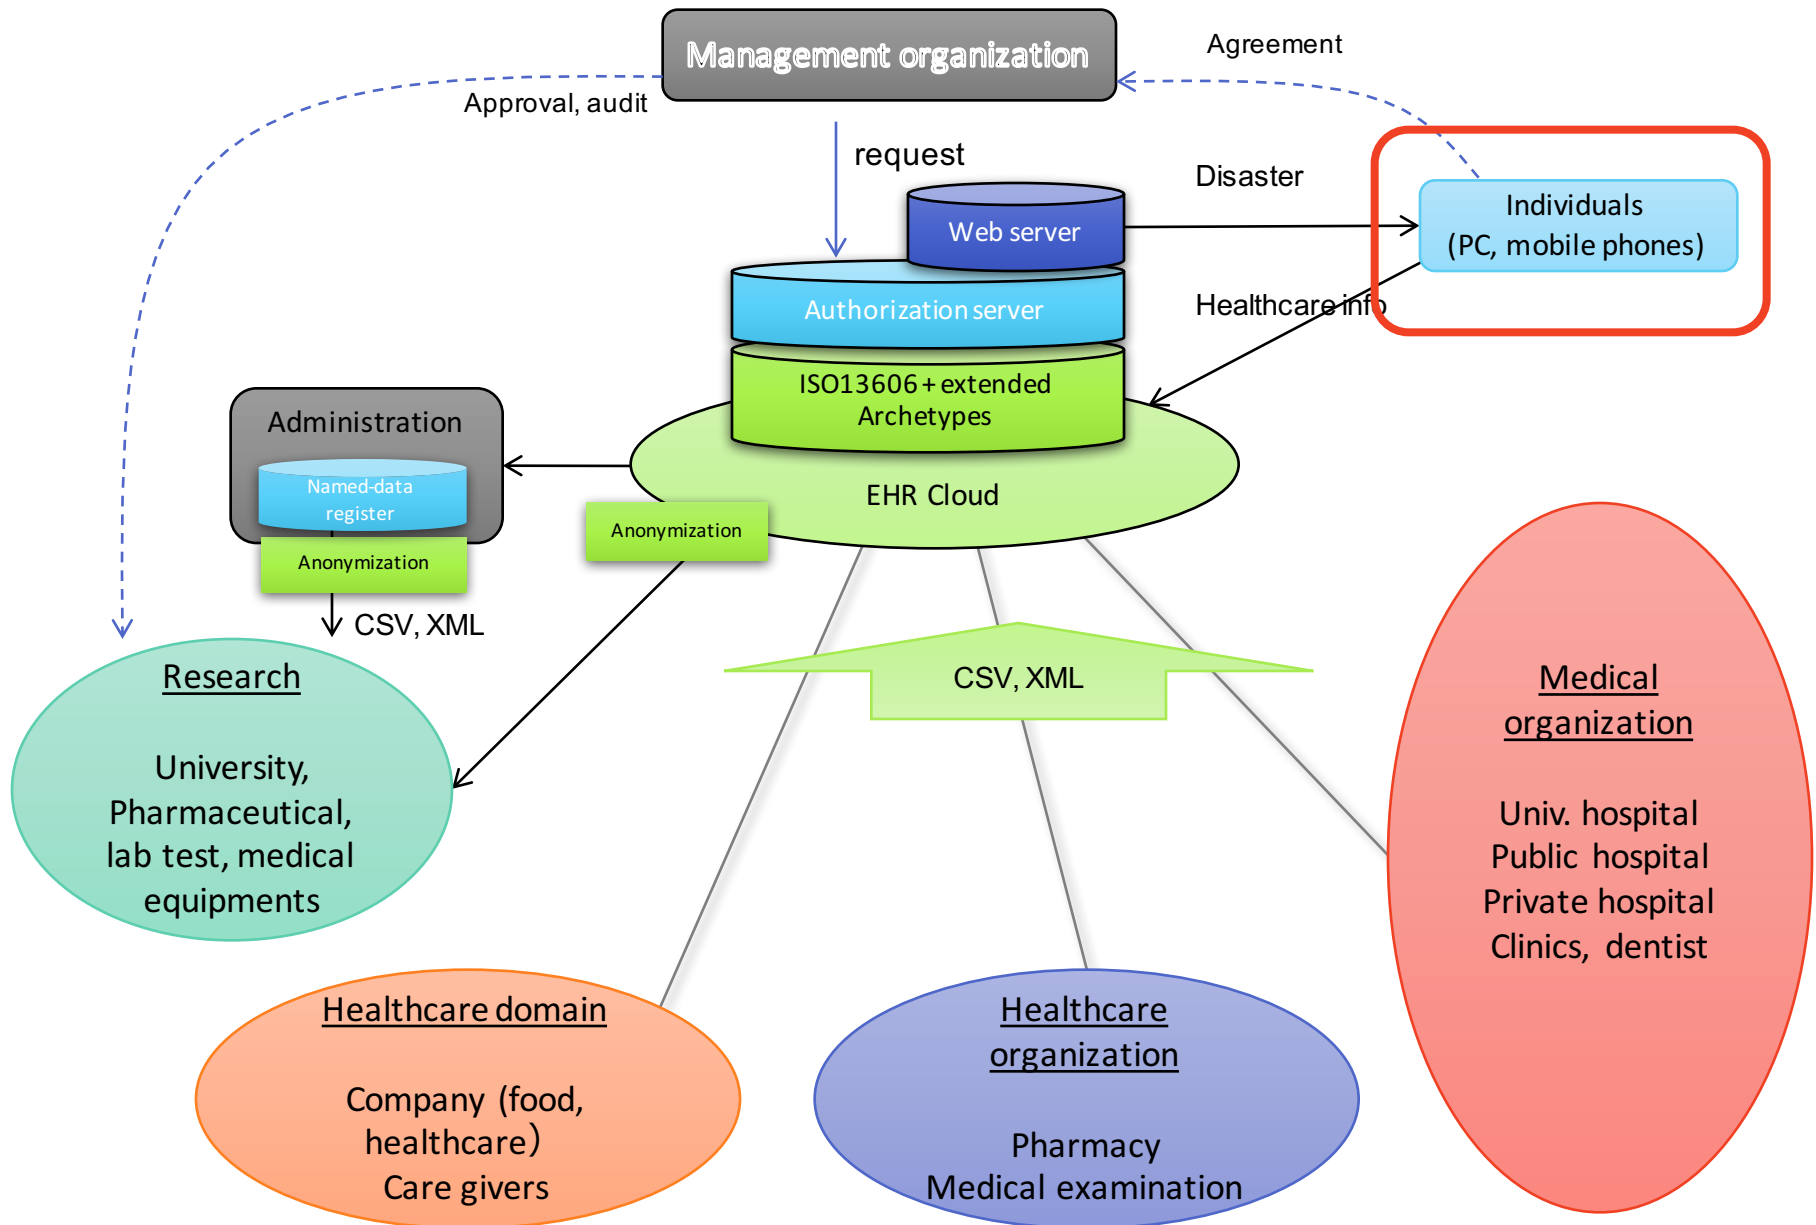 Management organization
Agreement
Approval, audit
request
Disaster
Individuals
(PC, mobile phones)
Web server
Healthcare info
Authorization server
ISO13606 + extended
Archetypes
Administration
Named-data
register
EHR Cloud
Anonymization
Anonymization
CSV, XML
Research
University,
Pharmaceutical,
lab test, medical
equipments
CSV, XML
Medical
organization
Univ. hospital
Public hospital
Private hospital
Clinics, dentist
Healthcare domain
Company (food,
healthcare）
Care givers
Healthcare
organization
Pharmacy
Medical examination